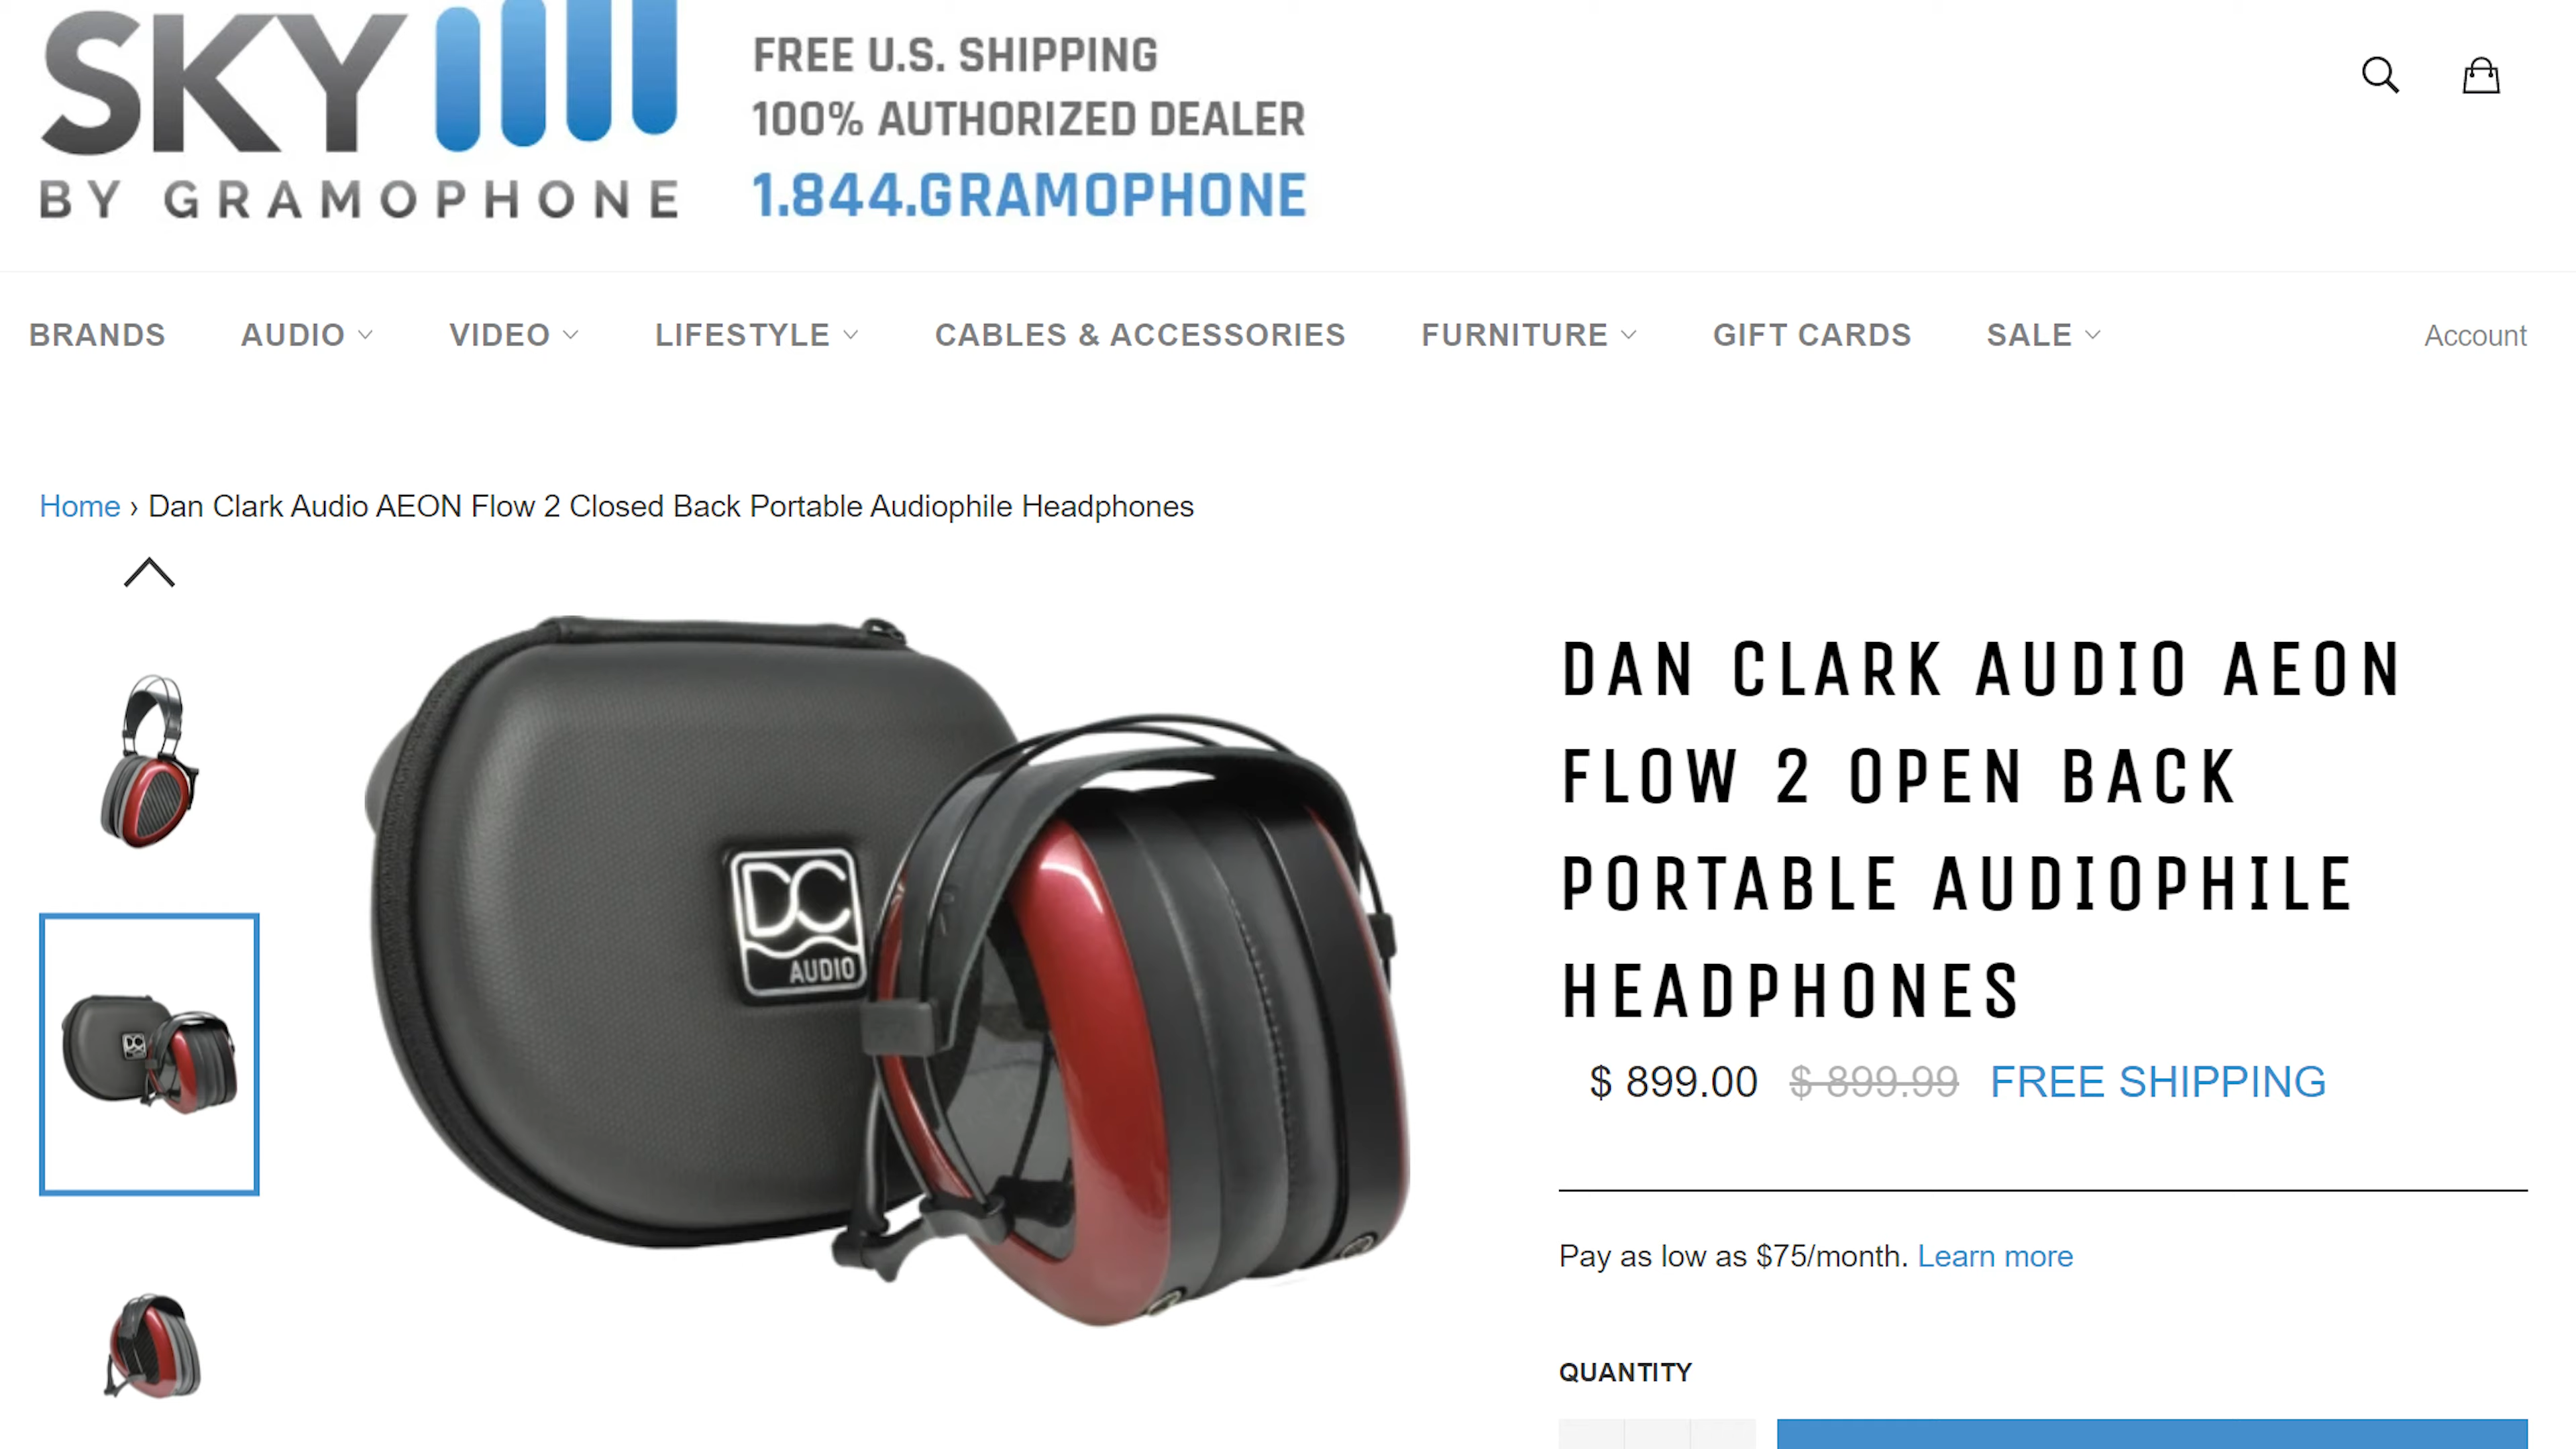 SKY
BY GRAMOPHONE
FREE U.S. SHIPPING
100% AUTHORIZED DEALER
1.844.GRAMOPHONE
BRANDS AUDIO VIDEO LIFESTYLE CABLES & ACCESSORIES FURNITURE GIFT CARDS SALE Account
Home › Dan Clark Audio AEON Flow 2 Closed Back Portable Audiophile Headphones
DC
AUDIO
DC
DAN CLARK AUDIO AEON
FLOW 2 OPEN BACK
PORTABLE AUDIOPHILE
HEADPHONES
$ 899.00 $ 899.99 FREE SHIPPING
Pay as low as $75/month. Learn more
QUANTITY